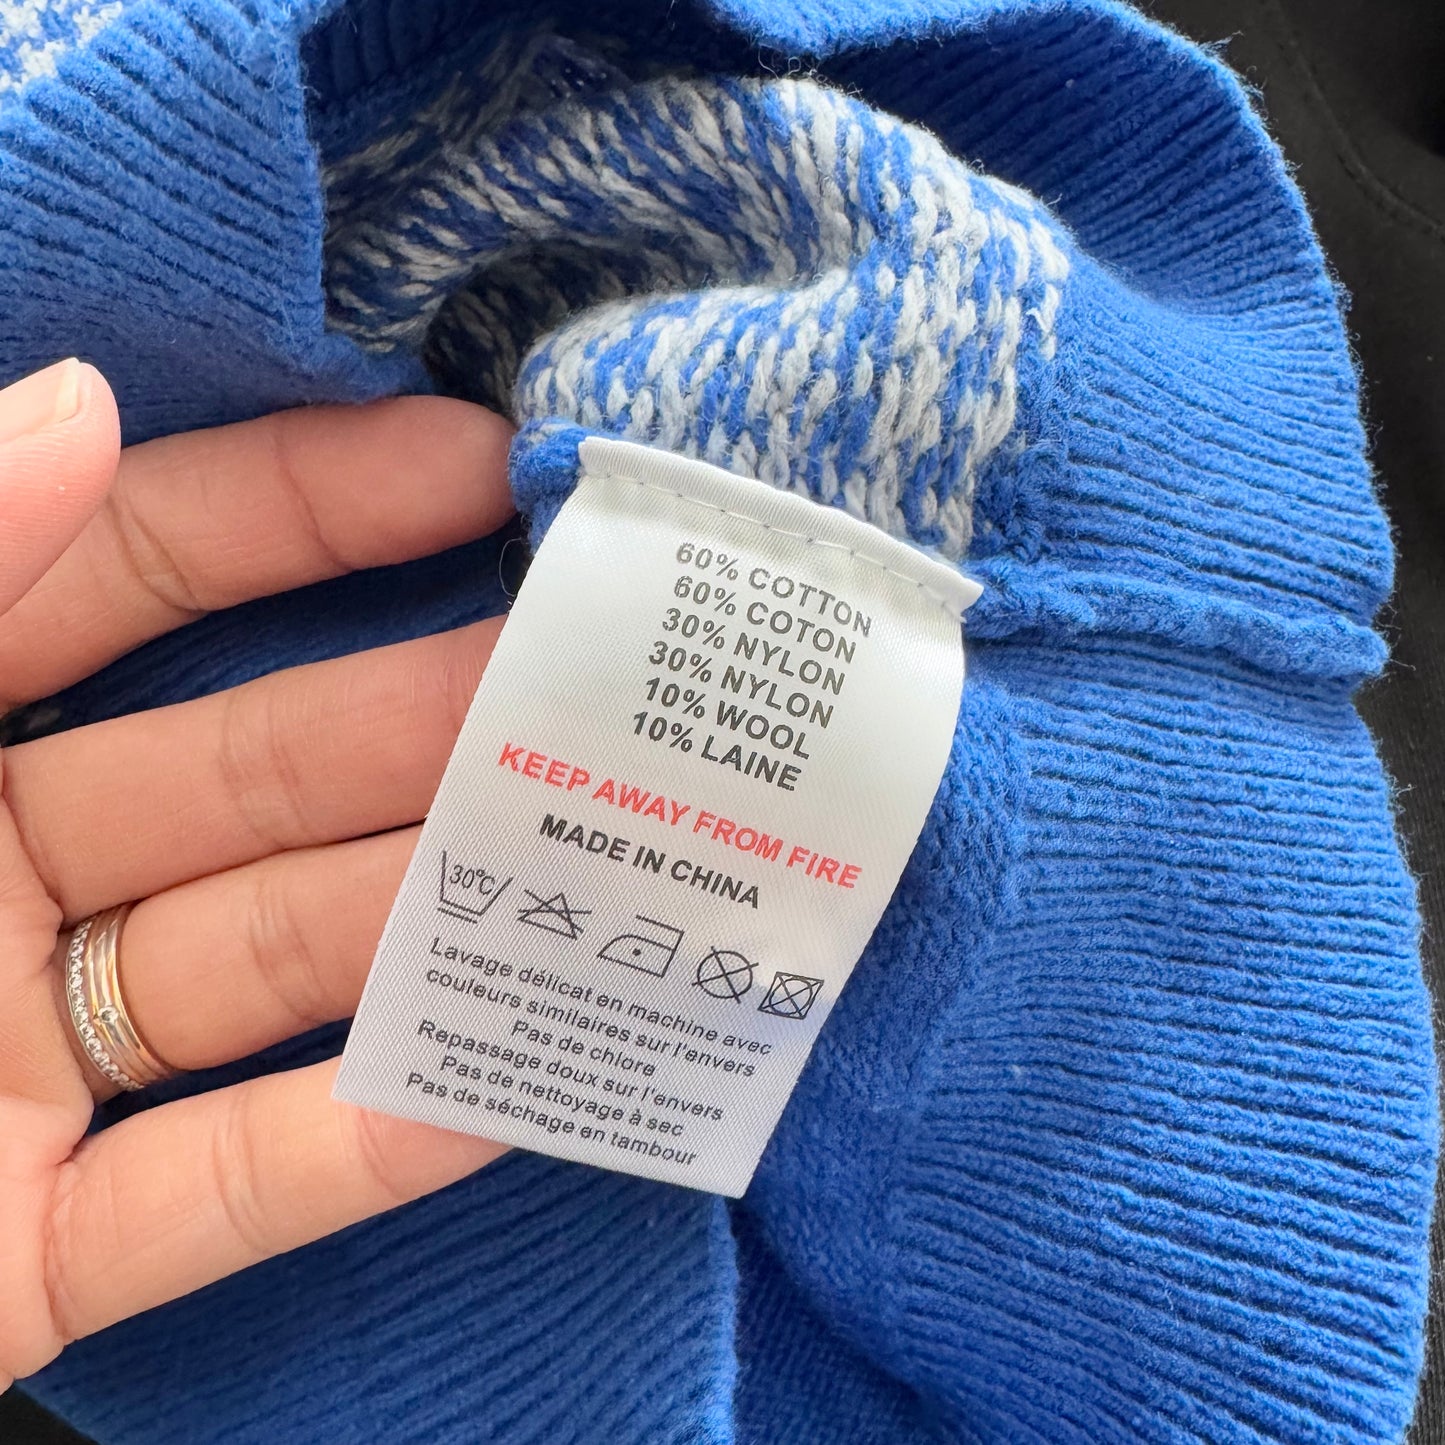 60% COTTON
60% COTON
30% NYLON
30% NYLON
10% WOOL
10% LAINE
KEEP AWAY FROM FIRE
MADE IN CHINA
30°C
Lavage délicat en machine avec
couleurs similaires sur l'envers
Pas de chlore
Repassage doux sur l'envers
Pas de nettoyage à sec
Pas de séchage en tambour